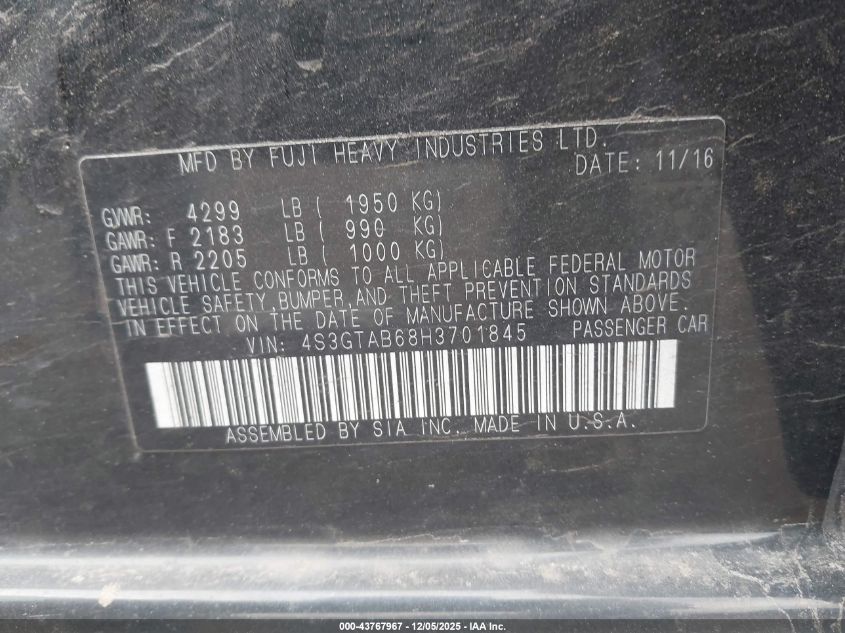 MFD BY FUJI HEAVY INDUSTRIES LTD.
DATE: 11/16
GVWR: 4299 LB ( 1950 KG)
GAWR: F 2183 LB ( 990 KG)
GAWR: R 2205 LB ( 1000 KG)
THIS VEHICLE CONFORMS TO ALL APPLICABLE FEDERAL MOTOR
VEHICLE SAFETY, BUMPER, AND THEFT PREVENTION STANDARDS
IN EFFECT ON THE DATE OF MANUFACTURE SHOWN ABOVE.
VIN: 4S3GTAB68H3701845 PASSENGER CAR
ASSEMBLED BY SIA INC. MADE IN U.S.A.
000-43767967 - 12/05/2025 - IAA Inc.